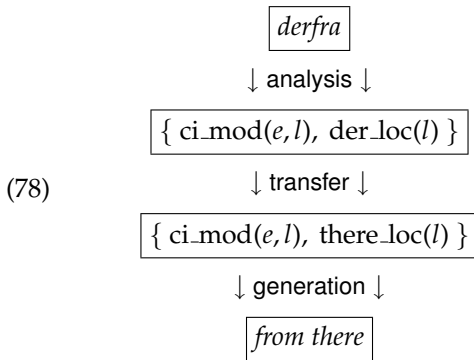 derfra
↓ analysis ↓
{ ci_mod(e, l), der_loc(l) }
(78)
↓ transfer ↓
{ ci_mod(e, l), there_loc(l) }
↓ generation ↓
from there